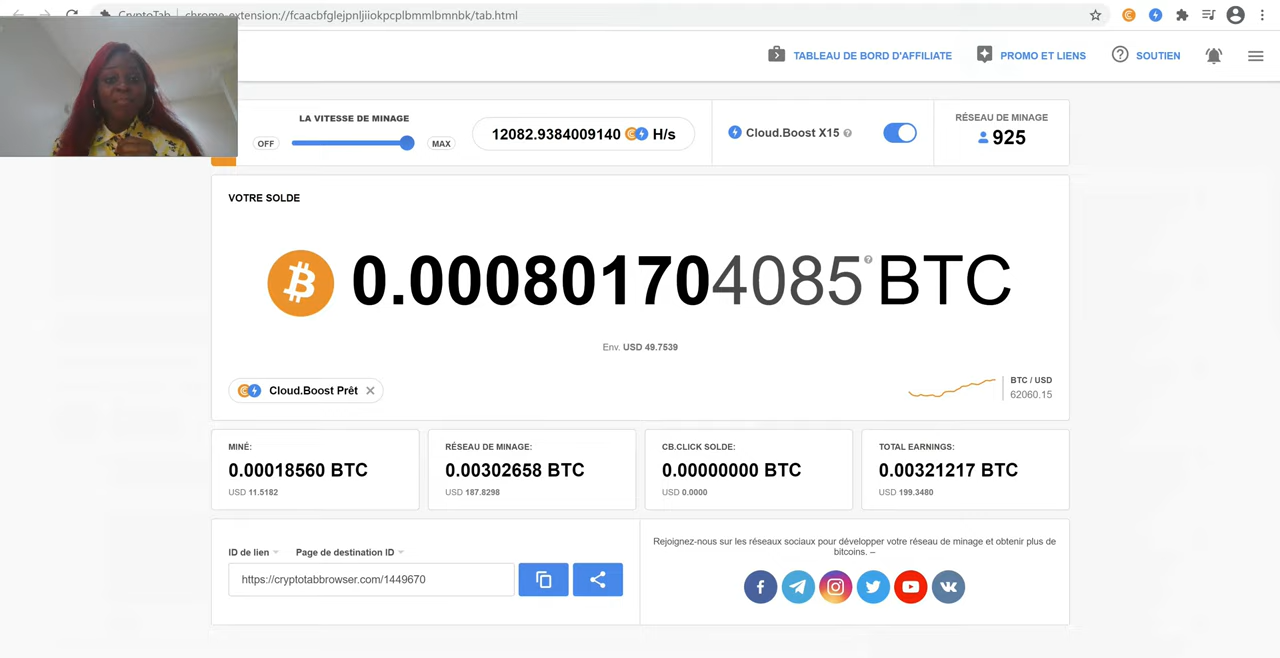 CryptoTab
chrome-extension://fcaacbfglejpnljiiokpcplbmmlbmnbk/tab.html
TABLEAU DE BORD D'AFFILIATE
PROMO ET LIENS
SOUTIEN
LA VITESSE DE MINAGE
OFF
MAX
12082.9384009140 H/s
Cloud.Boost X15
RÉSEAU DE MINAGE
925
VOTRE SOLDE
0.000801704085 BTC
Env. USD 49.7539
Cloud.Boost Prêt
BTC / USD
62060.15
MINÉ:
0.00018560 BTC
USD 11.5182
RÉSEAU DE MINAGE:
0.00302658 BTC
USD 187.8298
CB.CLICK SOLDE:
0.00000000 BTC
USD 0.0000
TOTAL EARNINGS:
0.00321217 BTC
USD 199.3480
ID de lien
Page de destination ID
https://cryptotabbrowser.com/1449670
Rejoignez-nous sur les réseaux sociaux pour développer votre réseau de minage et obtenir plus de
bitcoins. –